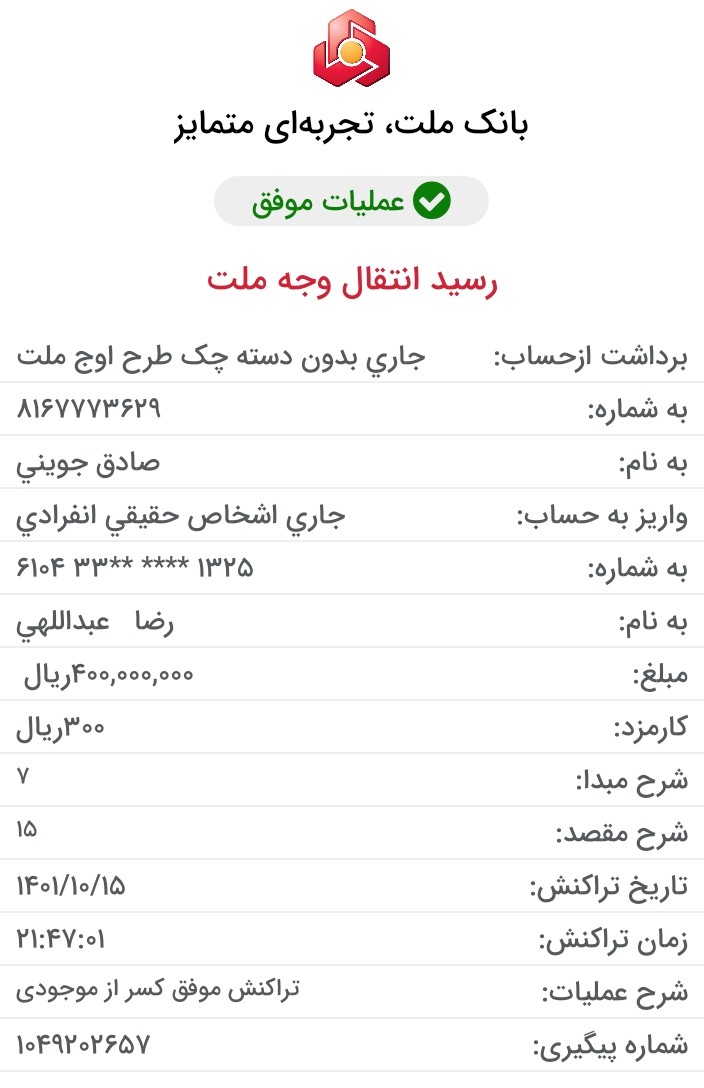 بانک ملت، تجربه‌ای متمایز
عملیات موفق
رسید انتقال وجه ملت
برداشت ازحساب: جاري بدون دسته چک طرح اوج ملت
به شماره: ۸۱۶۷۷۷۳۶۲۹
به نام: صادق جويني
واریز به حساب: جاري اشخاص حقيقي انفرادي
به شماره: ۶۱۰۴ ۳۳** **** ۱۳۲۵
به نام: رضا عبداللهي
مبلغ: ۴۰۰,۰۰۰,۰۰۰ریال
کارمزد: ۳۰۰ریال
شرح مبدا: ۷
شرح مقصد: ۱۵
تاریخ تراکنش: ۱۴۰۱/۱۰/۱۵
زمان تراکنش: ۲۱:۴۷:۰۱
شرح عملیات: تراکنش موفق کسر از موجودی
شماره پیگیری: ۱۰۴۹۲۰۲۶۵۷